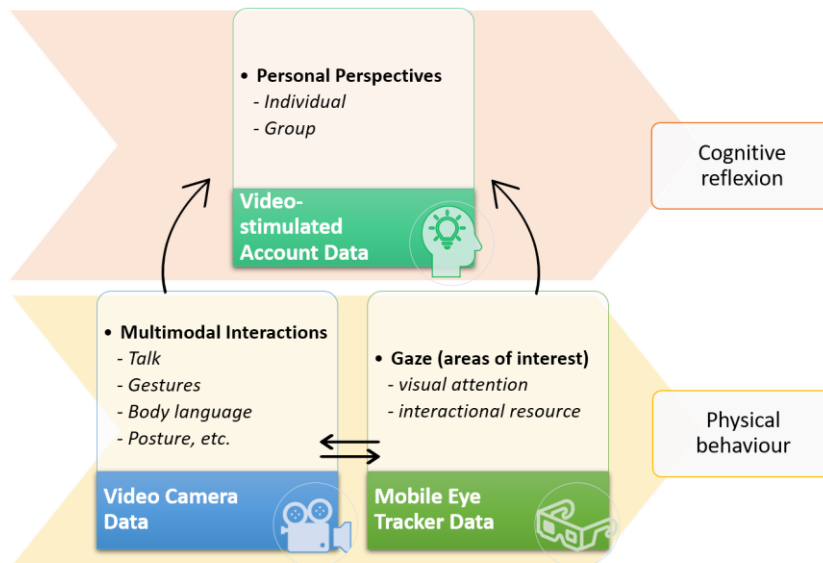 • Personal Perspectives
- Individual
- Group
Video-
stimulated
Account Data
Cognitive
reflexion
• Multimodal Interactions
- Talk
- Gestures
- Body language
- Posture, etc.
Video Camera
Data
• Gaze (areas of interest)
- visual attention
- interactional resource
Mobile Eye
Tracker Data
Physical
behaviour